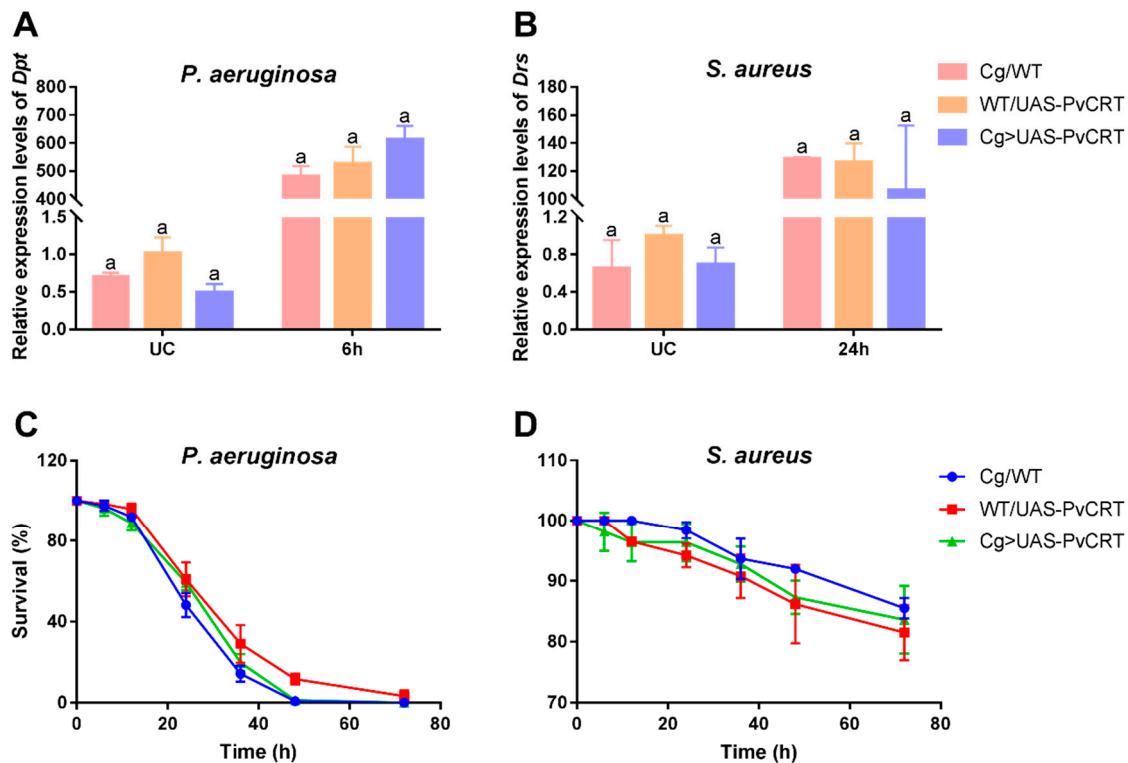 A
P. aeruginosa
Relative expression levels of Dpt
800
700
600
500
400
1.5
1.0
0.5
0.0
a
a
a
a
a
a
UC
6h
B
S. aureus
Relative expression levels of Drs
180
160
140
120
100
1.2
0.8
0.4
0.0
a
a
a
a
a
a
UC
24h
Cg/WT
WT/UAS-PvCRT
Cg>UAS-PvCRT
C
P. aeruginosa
Survival (%)
120
80
40
0
0
20
40
60
80
Time (h)
D
S. aureus
110
100
90
80
70
0
20
40
60
80
Time (h)
Cg/WT
WT/UAS-PvCRT
Cg>UAS-PvCRT